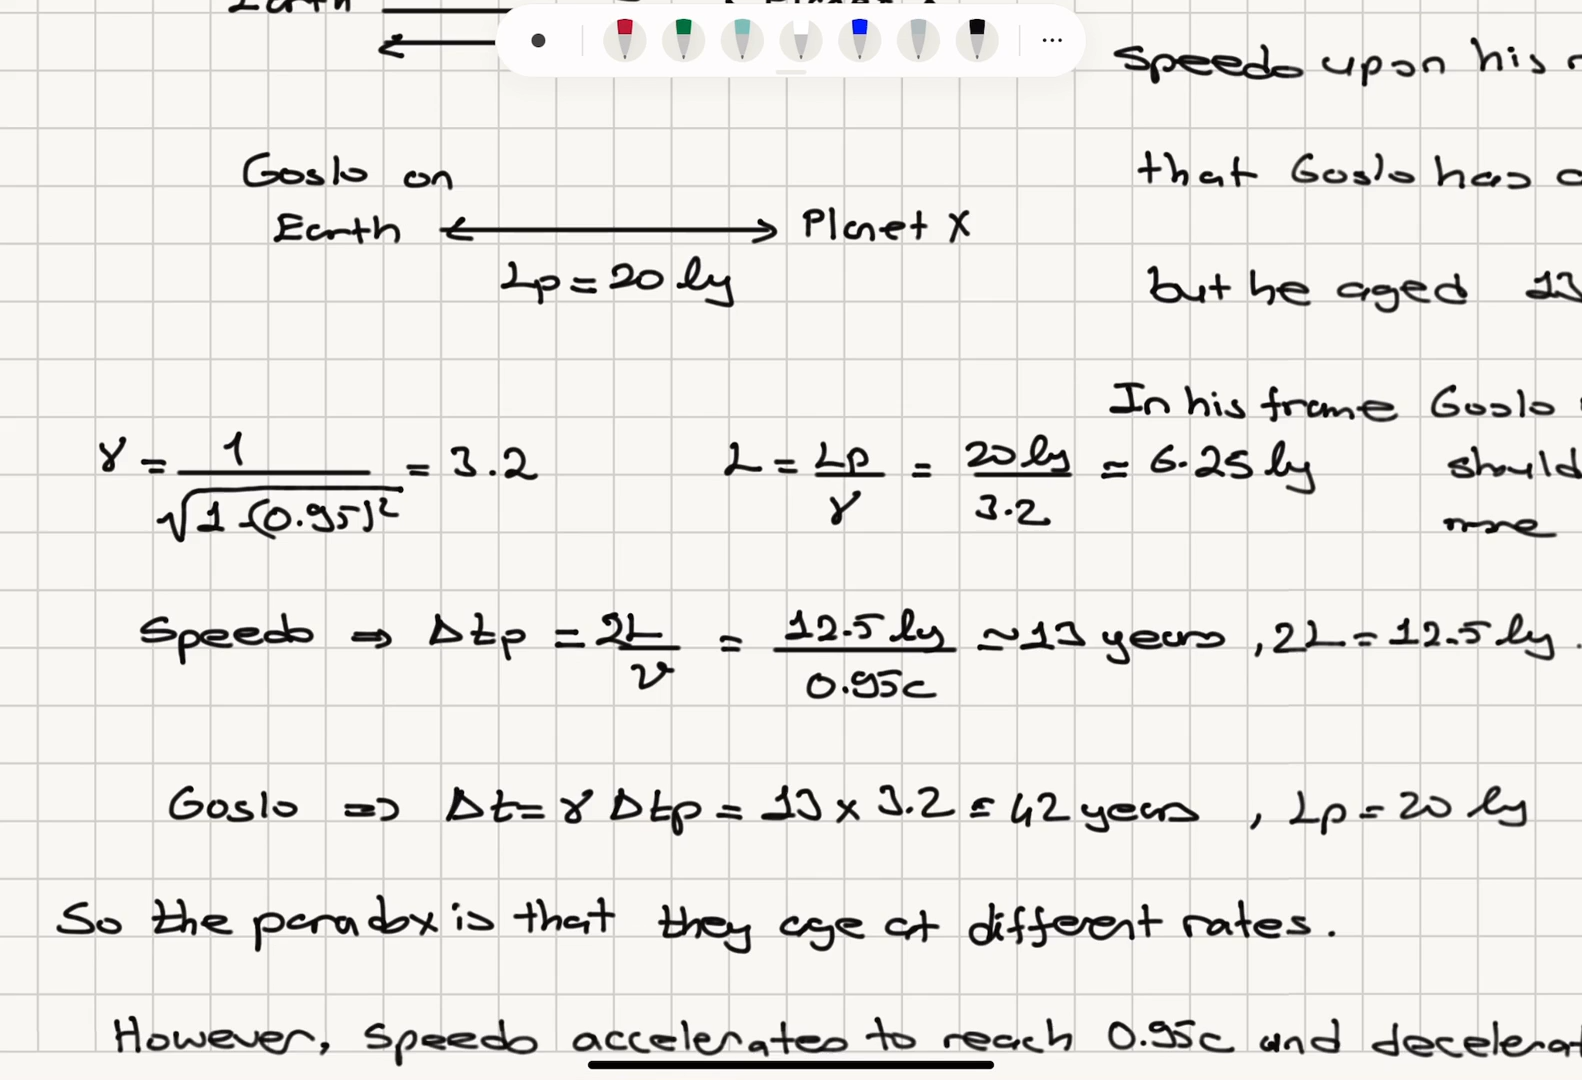 Earth
Speedo upon his
Goslo on
that Goslo has
Earth ⟷ Planet X
Lp = 20 ly
but he aged 13
In his frame Goslo
γ = 1 / √(1-(0.95)² = 3.2
L = Lp / γ = 20 ly / 3.2 = 6.25 ly
should
more
Speedo ⇒ Δtp = 2L / v = 12.5 ly / 0.95c ≈ 13 years , 2L = 12.5 ly .
Goslo ⇒ Δt = γ Δtp = 13 x 3.2 = 42 years , Lp = 20 ly
So the paradox is that they age at different rates.
However, Speedo accelerates to reach 0.95c and decelerat